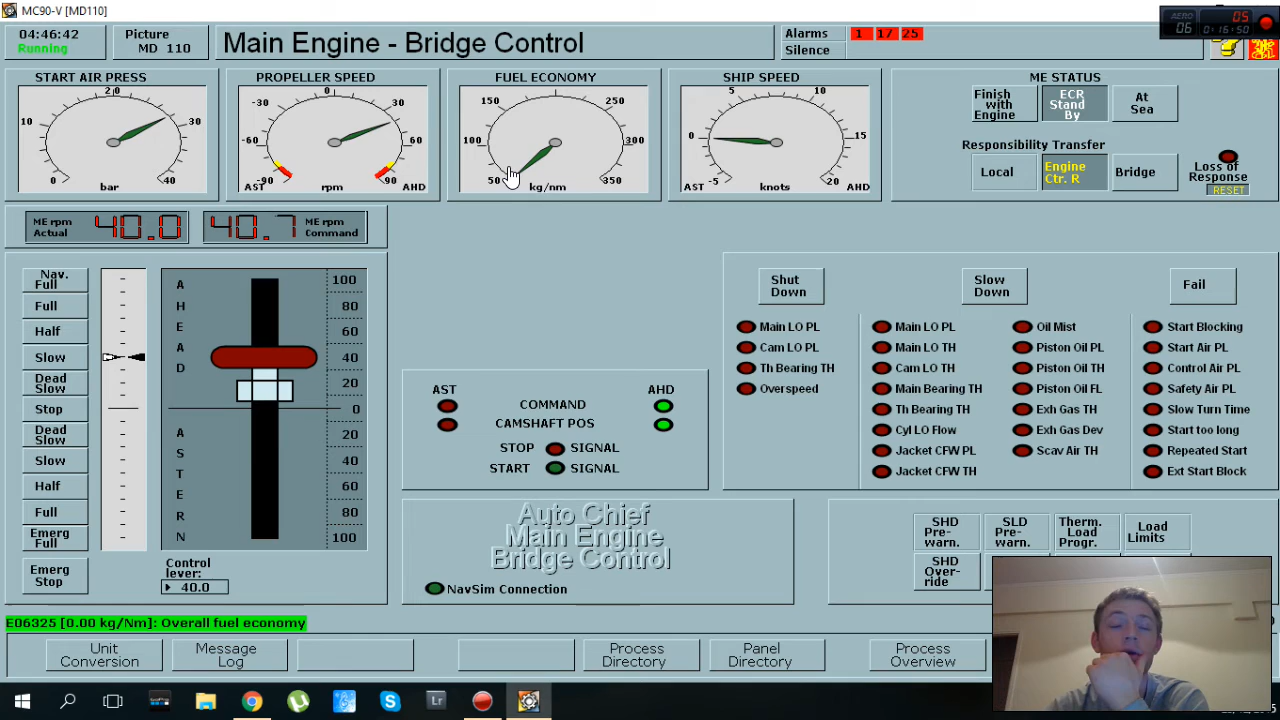 MC90-V [MD110]
04:46:42
Running
Picture
MD 110
Main Engine - Bridge Control
Alarms 1 17 25
Silence
AERO
06
05
0:16:50
START AIR PRESS
10 20 30
40
bar
PROPELLER SPEED
-30 0 30
-60 60
-90 90
AST rpm AHD
FUEL ECONOMY
150 250
100 300
50 350
kg/nm
SHIP SPEED
5 10
0 15
-5 20
AST knots AHD
ME STATUS
Finish
with
Engine
ECR
Stand
By
At
Sea
Responsibility Transfer
Local
Engine
Ctr. R
Bridge
Loss of
Response
RESET
ME rpm
Actual
40.0
40.7
ME rpm
Command
Nav.
Full
Full
Half
Slow
Dead
Slow
Stop
Dead
Slow
Slow
Half
Full
Emerg
Full
Emerg
Stop
A
H
E
A
D
A
S
T
E
R
N
100
80
60
40
20
0
20
40
60
80
100
Control
lever:
40.0
AST AHD
COMMAND
CAMSHAFT POS
STOP SIGNAL
START SIGNAL
Auto Chief
Main Engine
Bridge Control
NavSim Connection
Shut
Down
Main LO PL
Cam LO PL
Th Bearing TH
Overspeed
Slow
Down
Main LO PL
Main LO TH
Cam LO TH
Main Bearing TH
Th Bearing TH
Cyl LO Flow
Jacket CFW PL
Jacket CFW TH
Oil Mist
Piston Oil PL
Piston Oil TH
Piston Oil FL
Exh Gas TH
Exh Gas Dev
Scav Air TH
Fail
Start Blocking
Start Air PL
Control Air PL
Safety Air PL
Slow Turn Time
Start too long
Repeated Start
Ext Start Block
SHD
Pre-
warn.
SLD
Pre-
warn.
Therm.
Load
Progr.
Load
Limits
SHD
Over-
ride
E06325 [0.00 kg/Nm]: Overall fuel economy
Unit
Conversion
Message
Log
Process
Directory
Panel
Directory
Process
Overview
Lr